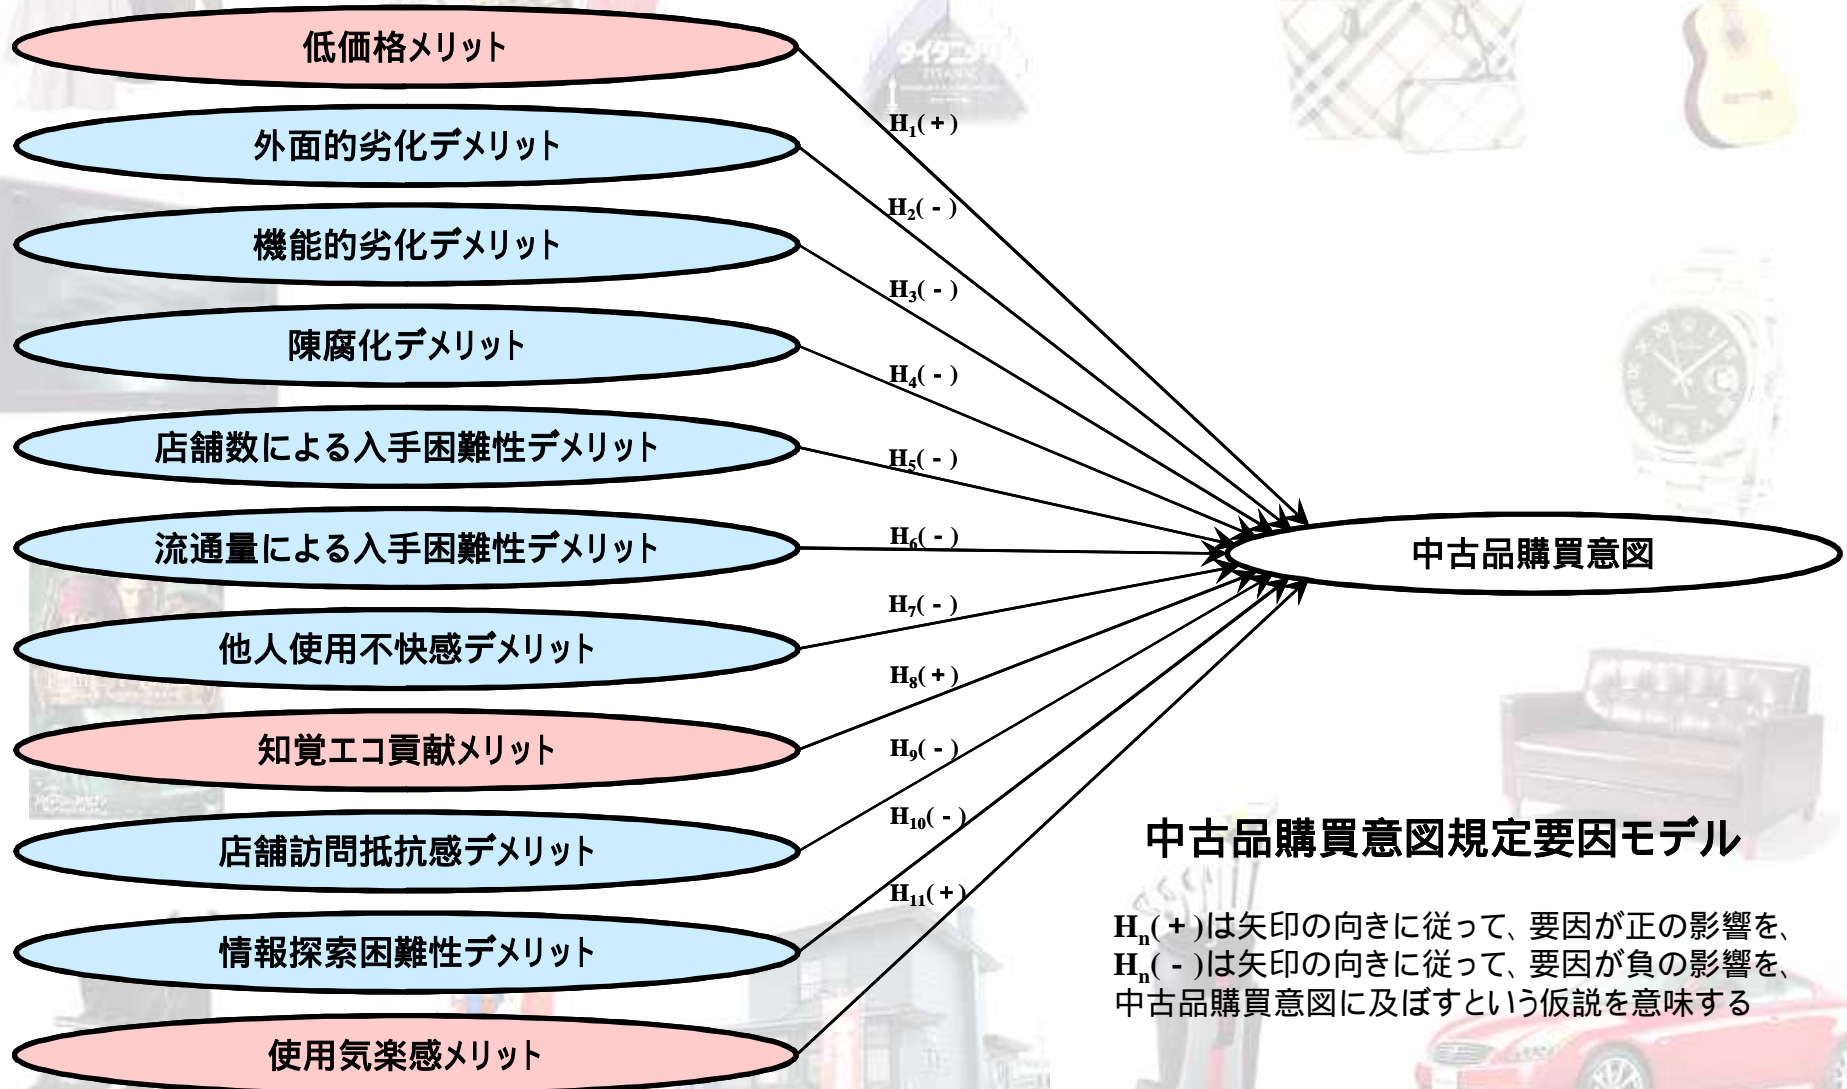 低価格メリット
外面的劣化デメリット
機能的劣化デメリット
陳腐化デメリット
店舗数による入手困難性デメリット
流通量による入手困難性デメリット
他人使用不快感デメリット
知覚エコ貢献メリット
店舗訪問抵抗感デメリット
情報探索困難性デメリット
使用気楽感メリット
H₁(+)
H₂(-)
H₃(-)
H₄(-)
H₅(-)
H₆(-)
H₇(-)
H₈(+)
H₉(-)
H₁₀(-)
H₁₁(+)
中古品購買意図
中古品購買意図規定要因モデル
Hₙ(+)は矢印の向きに従って、要因が正の影響を、
Hₙ(-)は矢印の向きに従って、要因が負の影響を、
中古品購買意図に及ぼすという仮説を意味する
タイタニック
TITANIC